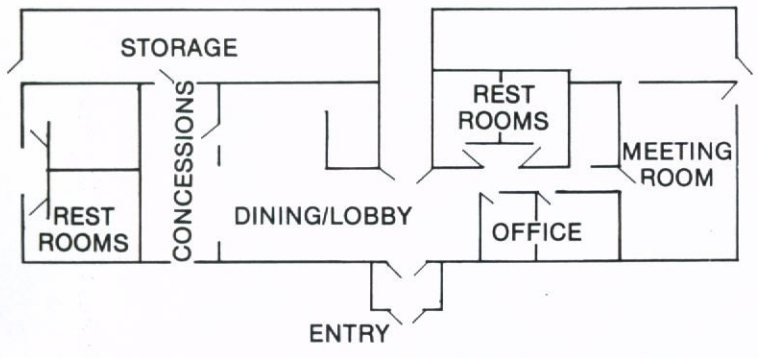 STORAGE
REST
ROOMS
CONCESSIONS
MEETING
ROOM
REST
ROOMS
DINING/LOBBY
OFFICE
ENTRY